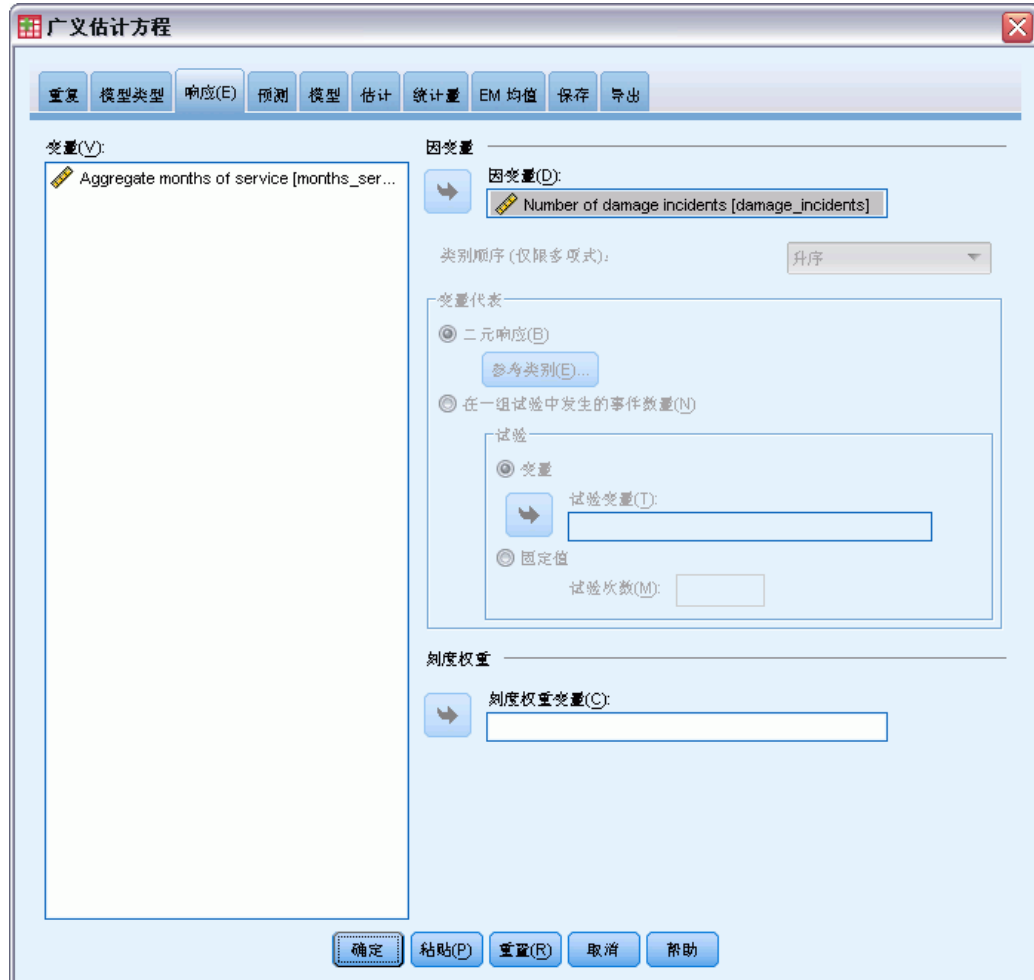 广义估计方程
重复 模型类型 响应(E) 预测 模型 估计 统计量 EM 均值 保存 导出
变量(V):
Aggregate months of service [months_ser...
因变量
因变量(D):
Number of damage incidents [damage_incidents]
类别顺序(仅限多项式):
升序
变量代表
二元响应(B)
参考类别(E)...
在一组试验中发生的事件数量(N)
试验
变量
试验变量(T):
固定值
试验次数(M):
刻度权重
刻度权重变量(C):
确定 粘贴(P) 重置(R) 取消 帮助